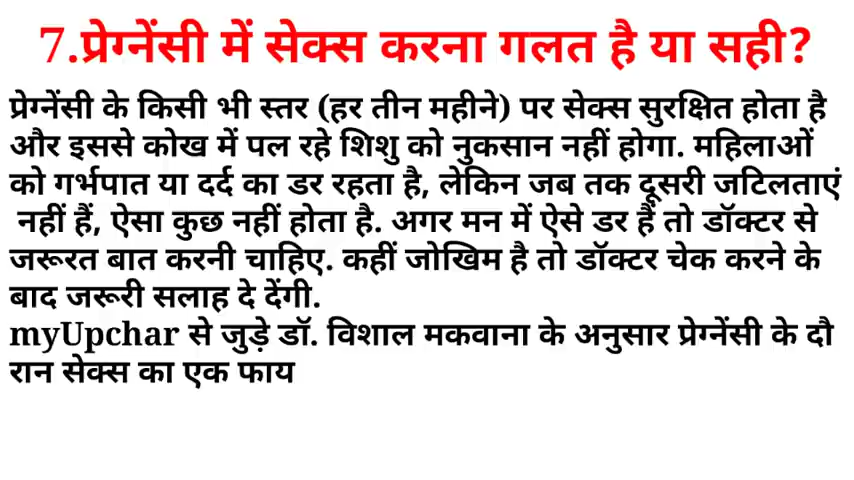 7.प्रेग्नेंसी में सेक्स करना गलत है या सही?
प्रेग्नेंसी के किसी भी स्तर (हर तीन महीने) पर सेक्स सुरक्षित होता है
और इससे कोख में पल रहे शिशु को नुकसान नहीं होगा. महिलाओं
को गर्भपात या दर्द का डर रहता है, लेकिन जब तक दूसरी जटिलताएं
नहीं हैं, ऐसा कुछ नहीं होता है. अगर मन में ऐसे डर हैं तो डॉक्टर से
जरूरत बात करनी चाहिए. कहीं जोखिम है तो डॉक्टर चेक करने के
बाद जरूरी सलाह दे देंगी.
myUpchar से जुड़े डॉ. विशाल मकवाना के अनुसार प्रेग्नेंसी के दौ
रान सेक्स का एक फाय